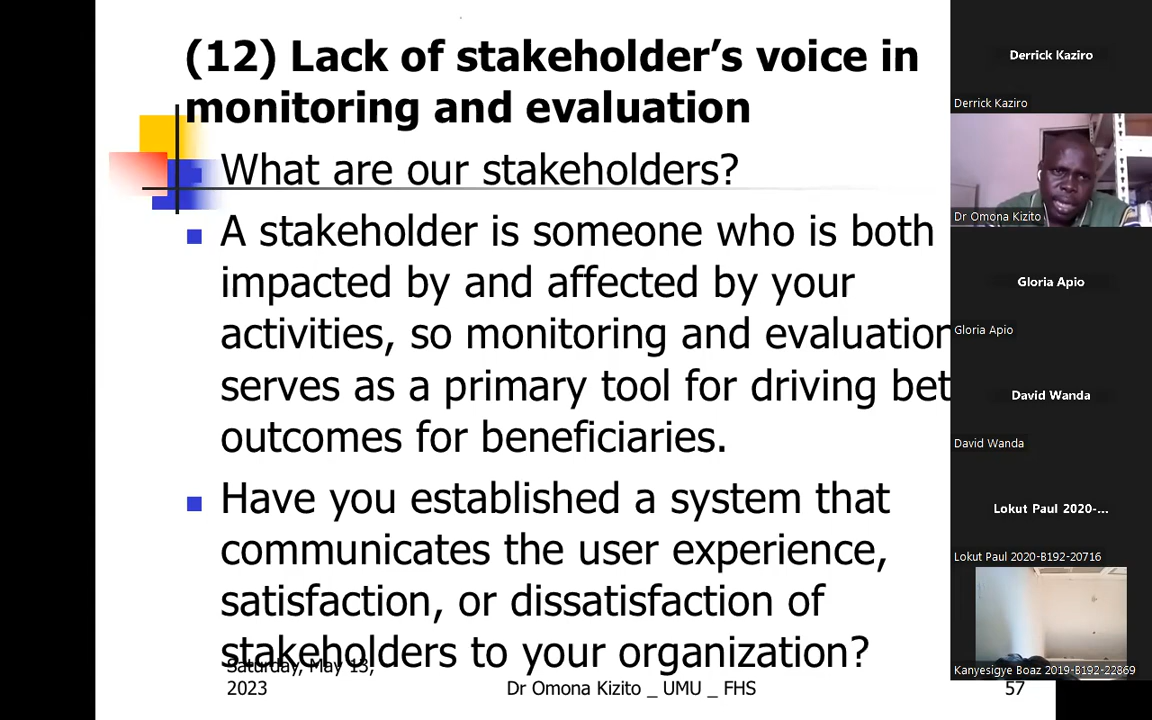 (12) Lack of stakeholder’s voice in
monitoring and evaluation
What are our stakeholders?
A stakeholder is someone who is both
impacted by and affected by your
activities, so monitoring and evaluation
serves as a primary tool for driving bet
outcomes for beneficiaries.
Have you established a system that
communicates the user experience,
satisfaction, or dissatisfaction of
stakeholders to your organization?
Saturday, May 13,
2023
Dr Omona Kizito _ UMU _ FHS
57
Derrick Kaziro
Derrick Kaziro
Dr Omona Kizito
Gloria Apio
Gloria Apio
David Wanda
David Wanda
Lokut Paul 2020-...
Lokut Paul 2020-B192-20716
Kanyesigye Boaz 2019-B192-22869